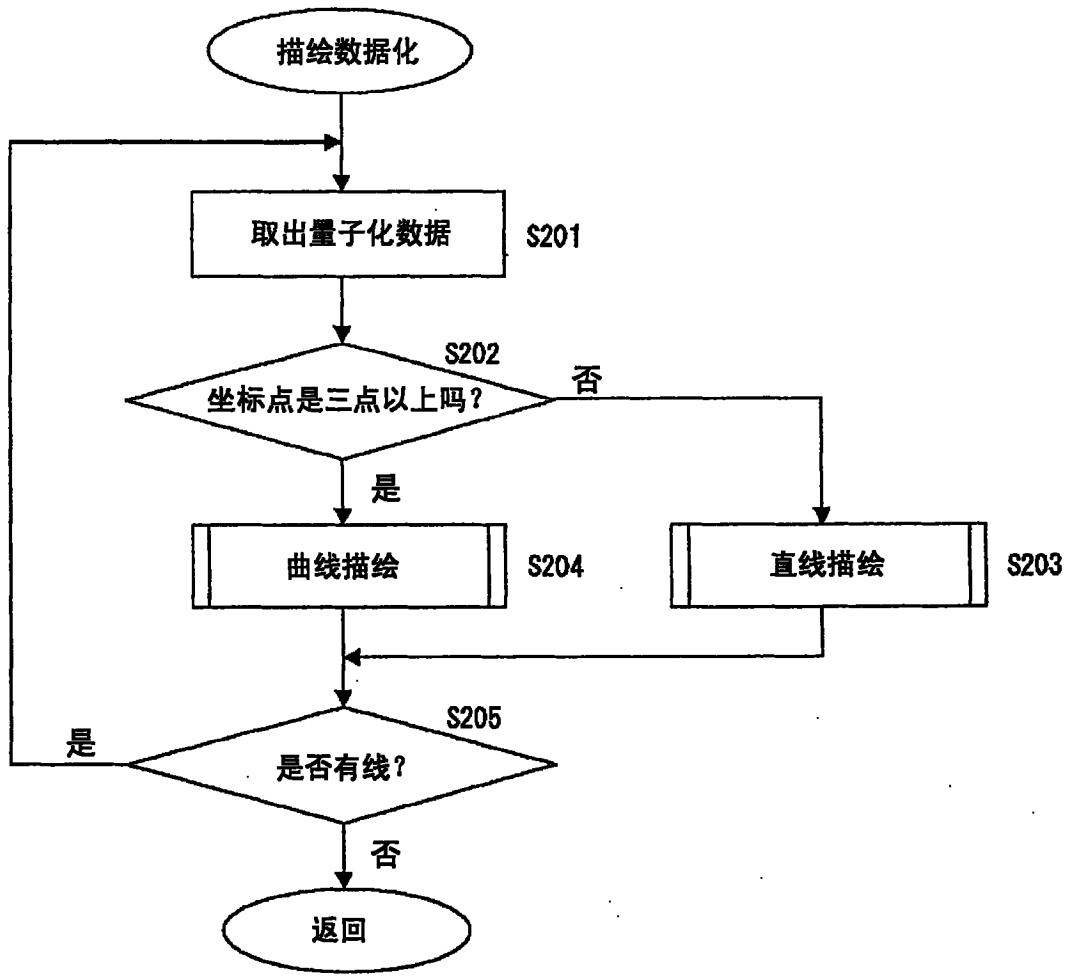 描绘数据化
取出量子化数据
S201
S202
坐标点是三点以上吗？
否
是
曲线描绘
S204
直线描绘
S203
S205
是
是否有线？
否
返回